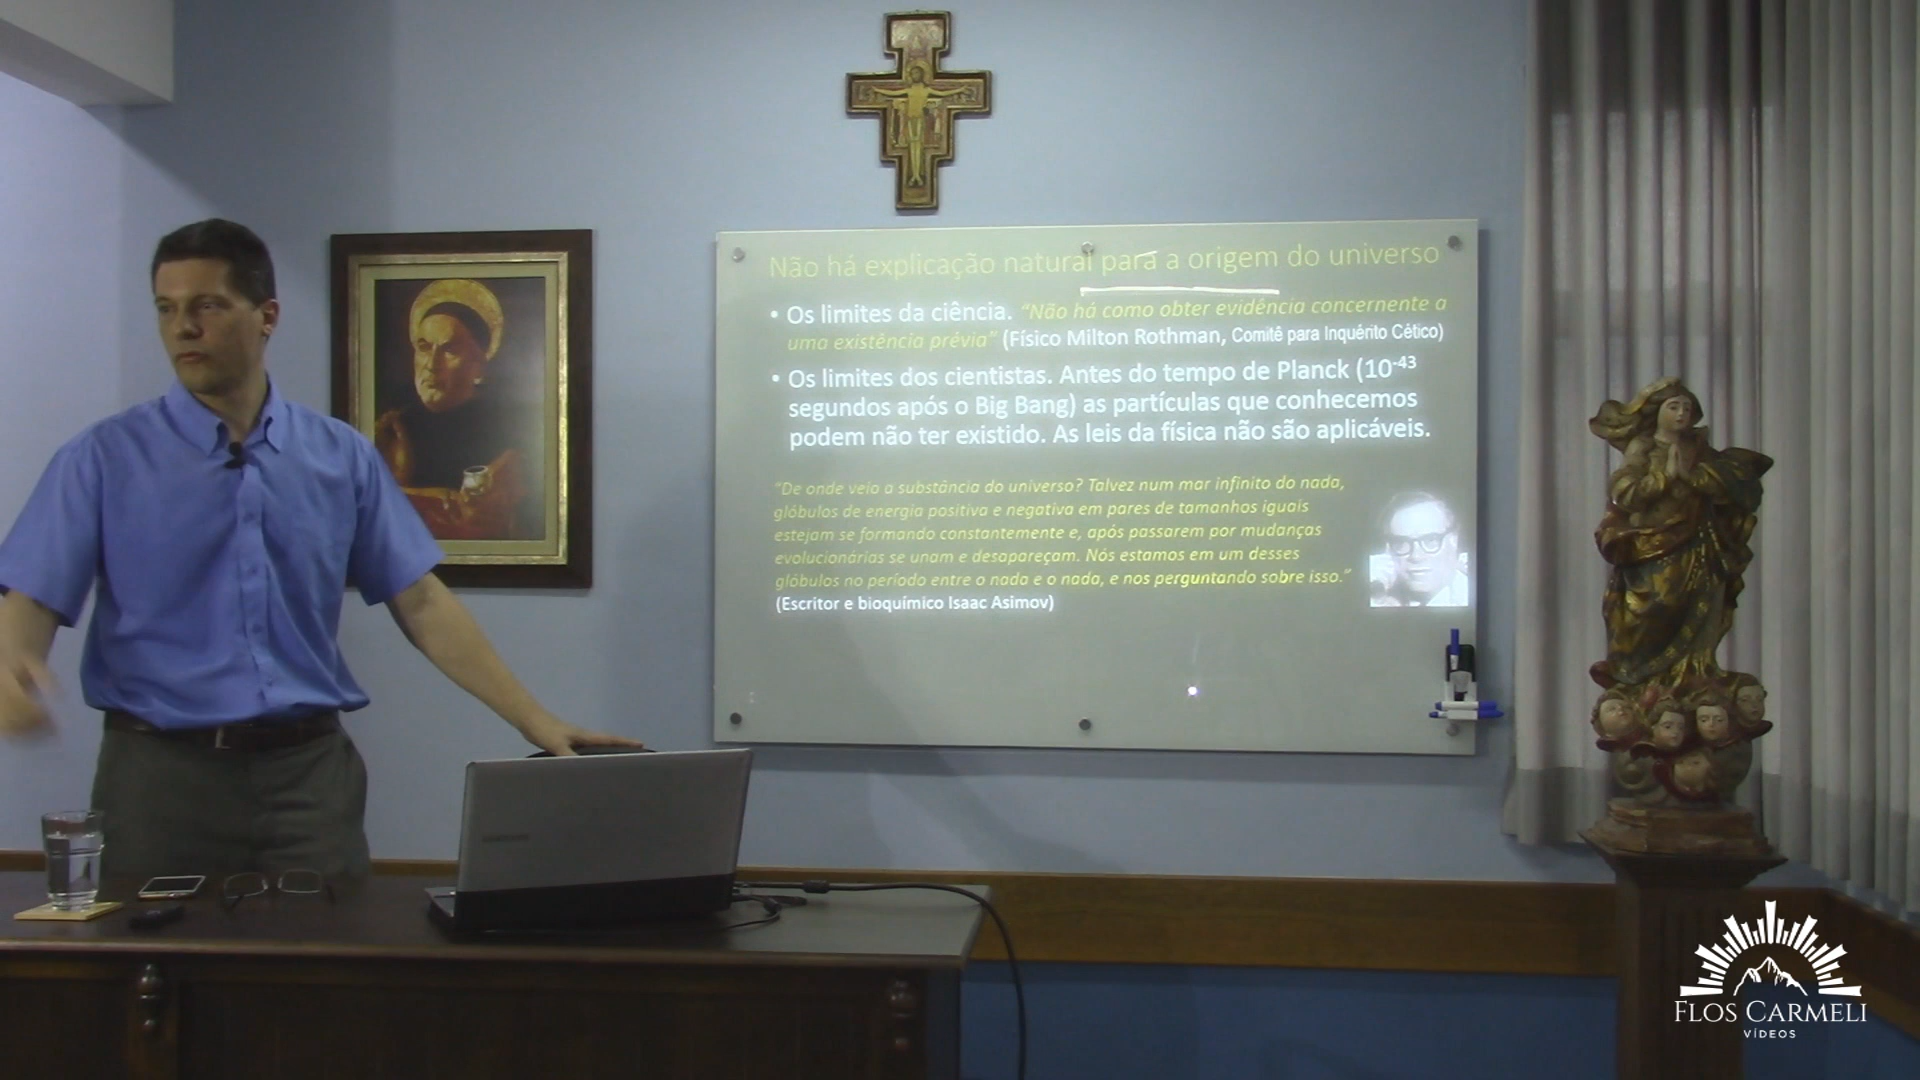 Não há explicação natural para a origem do universo
• Os limites da ciência. “Não há como obter evidência concernente a
uma existência prévia” (Físico Milton Rothman, Comitê para Inquérito Cético)
• Os limites dos cientistas. Antes do tempo de Planck (10⁻⁴³
segundos após o Big Bang) as partículas que conhecemos
podem não ter existido. As leis da física não são aplicáveis.
“De onde veio a substância do universo? Talvez num mar infinito do nada,
glóbulos de energia positiva e negativa em pares de tamanhos iguais
estejam se formando constantemente e, após passarem por mudanças
evolucionárias se unam e desapareçam. Nós estamos em um desses
glóbulos no período entre o nada e o nada, e nos perguntando sobre isso.”
(Escritor e bioquímico Isaac Asimov)
FLOS CARMELI
VÍDEOS